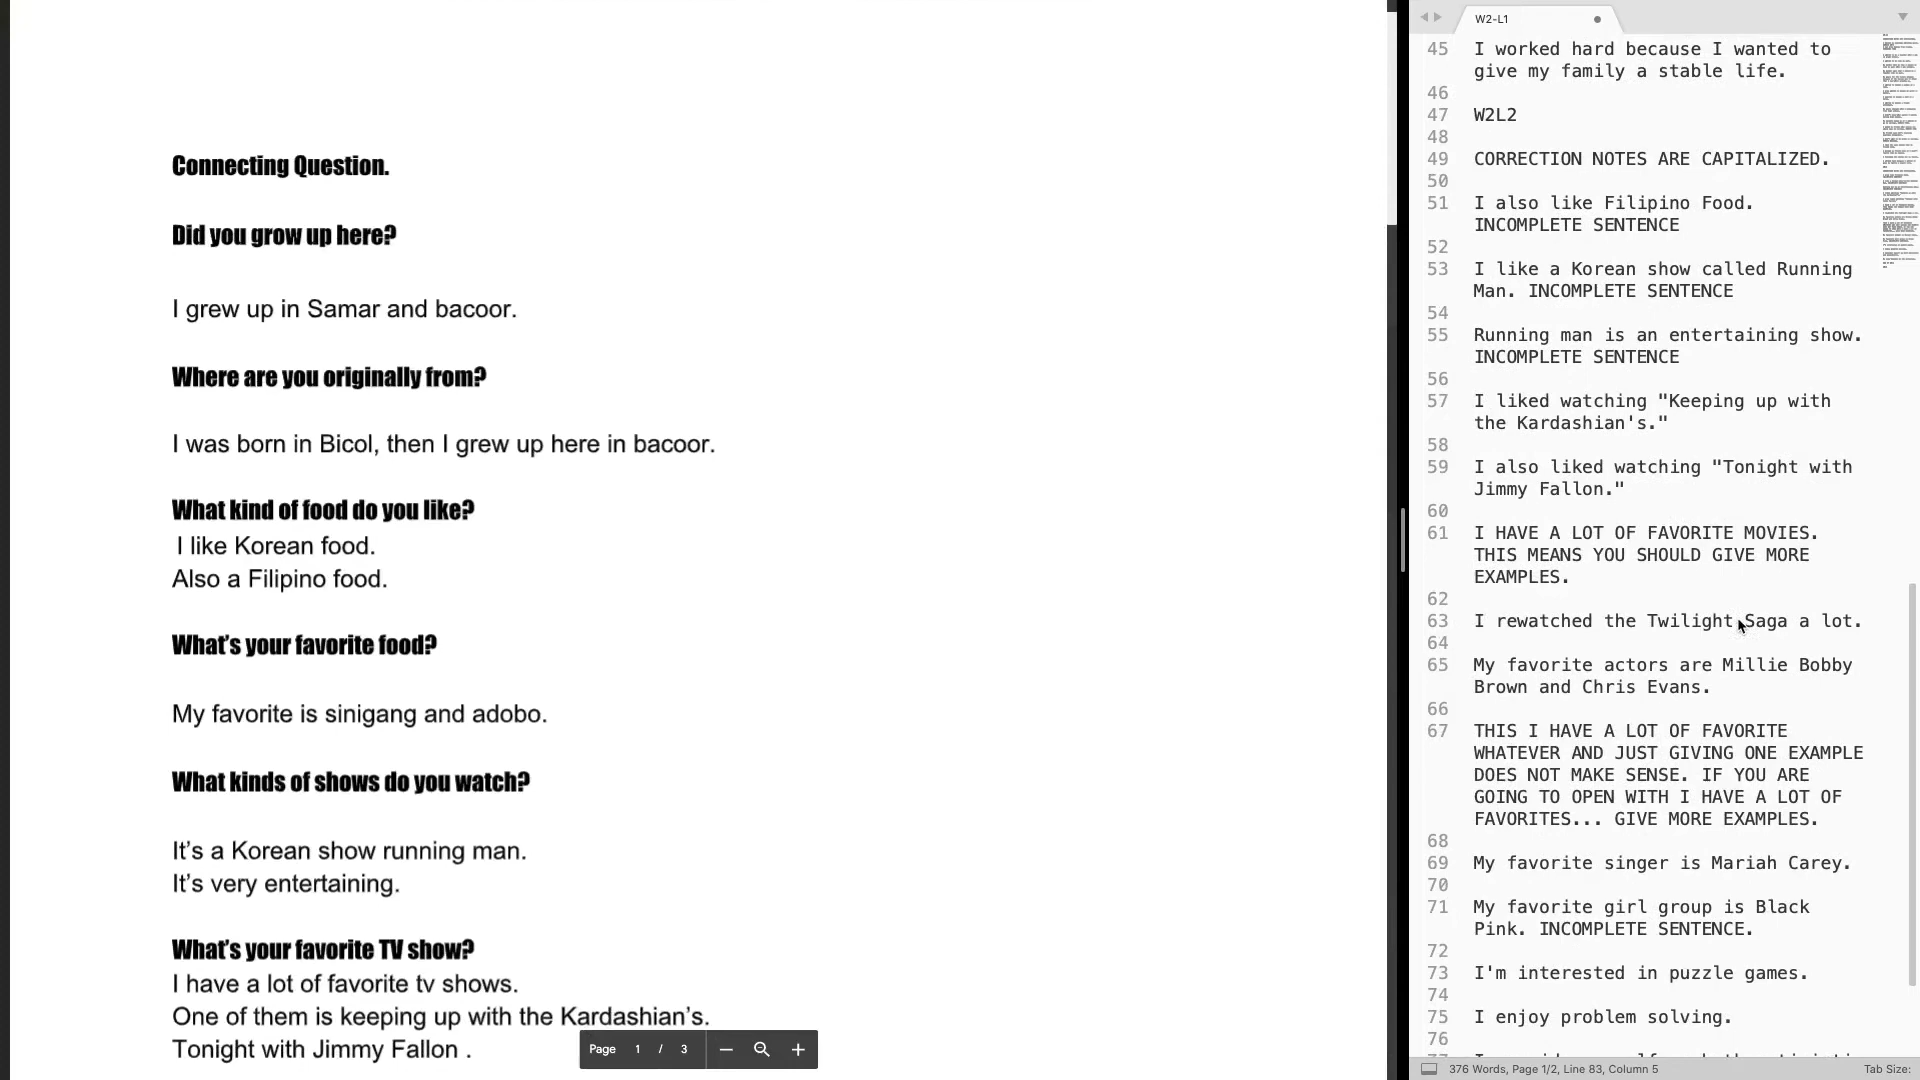 Connecting Question.
Did you grow up here?
I grew up in Samar and bacoor.
Where are you originally from?
I was born in Bicol, then I grew up here in bacoor.
What kind of food do you like?
I like Korean food.
Also a Filipino food.
What's your favorite food?
My favorite is sinigang and adobo.
What kinds of shows do you watch?
It's a Korean show running man.
It's very entertaining.
What's your favorite TV show?
I have a lot of favorite tv shows.
One of them is keeping up with the Kardashian's.
Tonight with Jimmy Fallon .
Page 1 / 3
W2-L1
45 I worked hard because I wanted to
give my family a stable life.
46
47 W2L2
48
49 CORRECTION NOTES ARE CAPITALIZED.
50
51 I also like Filipino Food.
INCOMPLETE SENTENCE
52
53 I like a Korean show called Running
Man. INCOMPLETE SENTENCE
54
55 Running man is an entertaining show.
INCOMPLETE SENTENCE
56
57 I liked watching "Keeping up with
the Kardashian's."
58
59 I also liked watching "Tonight with
Jimmy Fallon."
60
61 I HAVE A LOT OF FAVORITE MOVIES.
THIS MEANS YOU SHOULD GIVE MORE
EXAMPLES.
62
63 I rewatched the Twilight Saga a lot.
64
65 My favorite actors are Millie Bobby
Brown and Chris Evans.
66
67 THIS I HAVE A LOT OF FAVORITE
WHATEVER AND JUST GIVING ONE EXAMPLE
DOES NOT MAKE SENSE. IF YOU ARE
GOING TO OPEN WITH I HAVE A LOT OF
FAVORITES... GIVE MORE EXAMPLES.
68
69 My favorite singer is Mariah Carey.
70
71 My favorite girl group is Black
Pink. INCOMPLETE SENTENCE.
72
73 I'm interested in puzzle games.
74
75 I enjoy problem solving.
76
376 Words, Page 1/2, Line 83, Column 5
Tab Size: